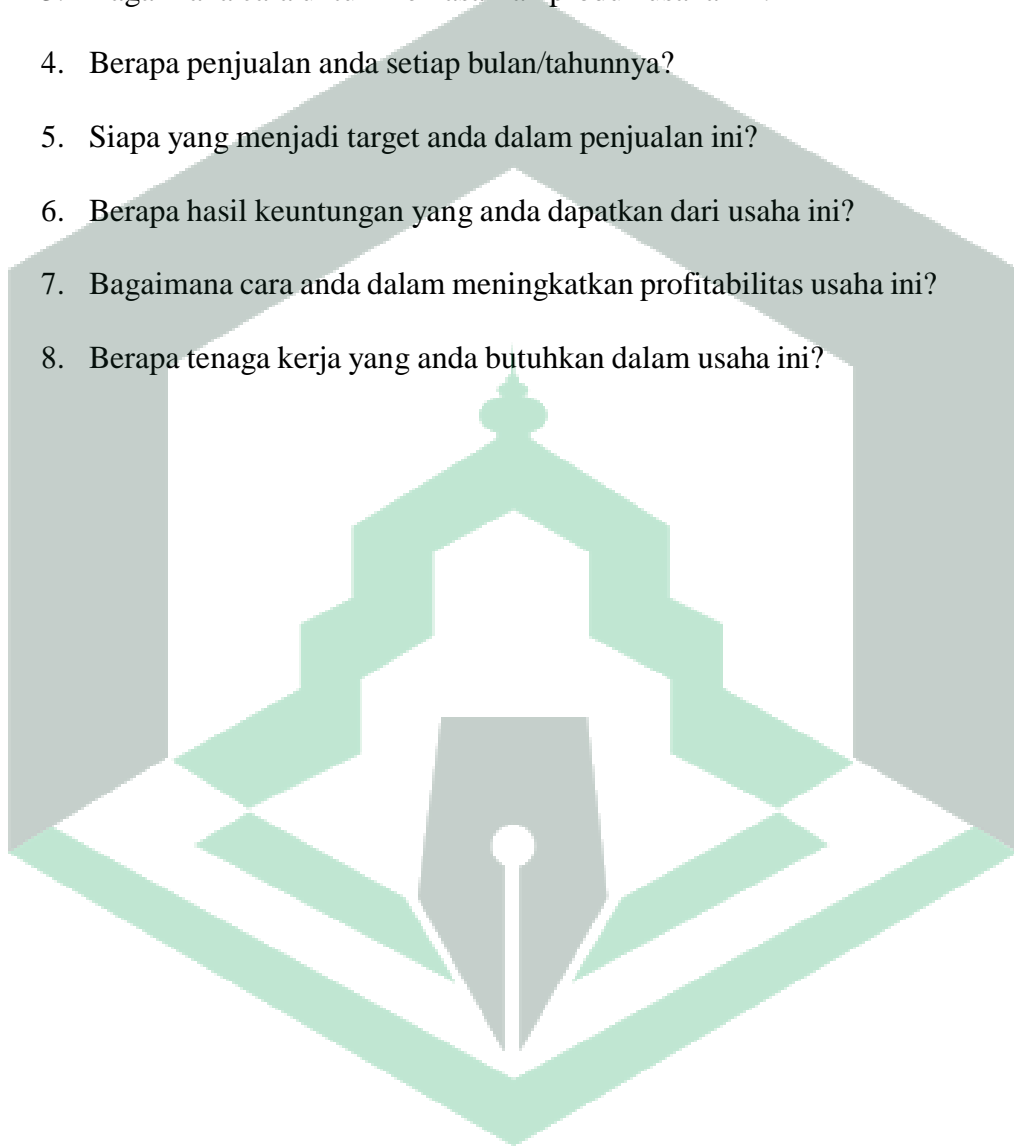 4. Berapa penjualan anda setiap bulan/tahunnya?
5. Siapa yang menjadi target anda dalam penjualan ini?
6. Berapa hasil keuntungan yang anda dapatkan dari usaha ini?
7. Bagaimana cara anda dalam meningkatkan profitabilitas usaha ini?
8. Berapa tenaga kerja yang anda butuhkan dalam usaha ini?